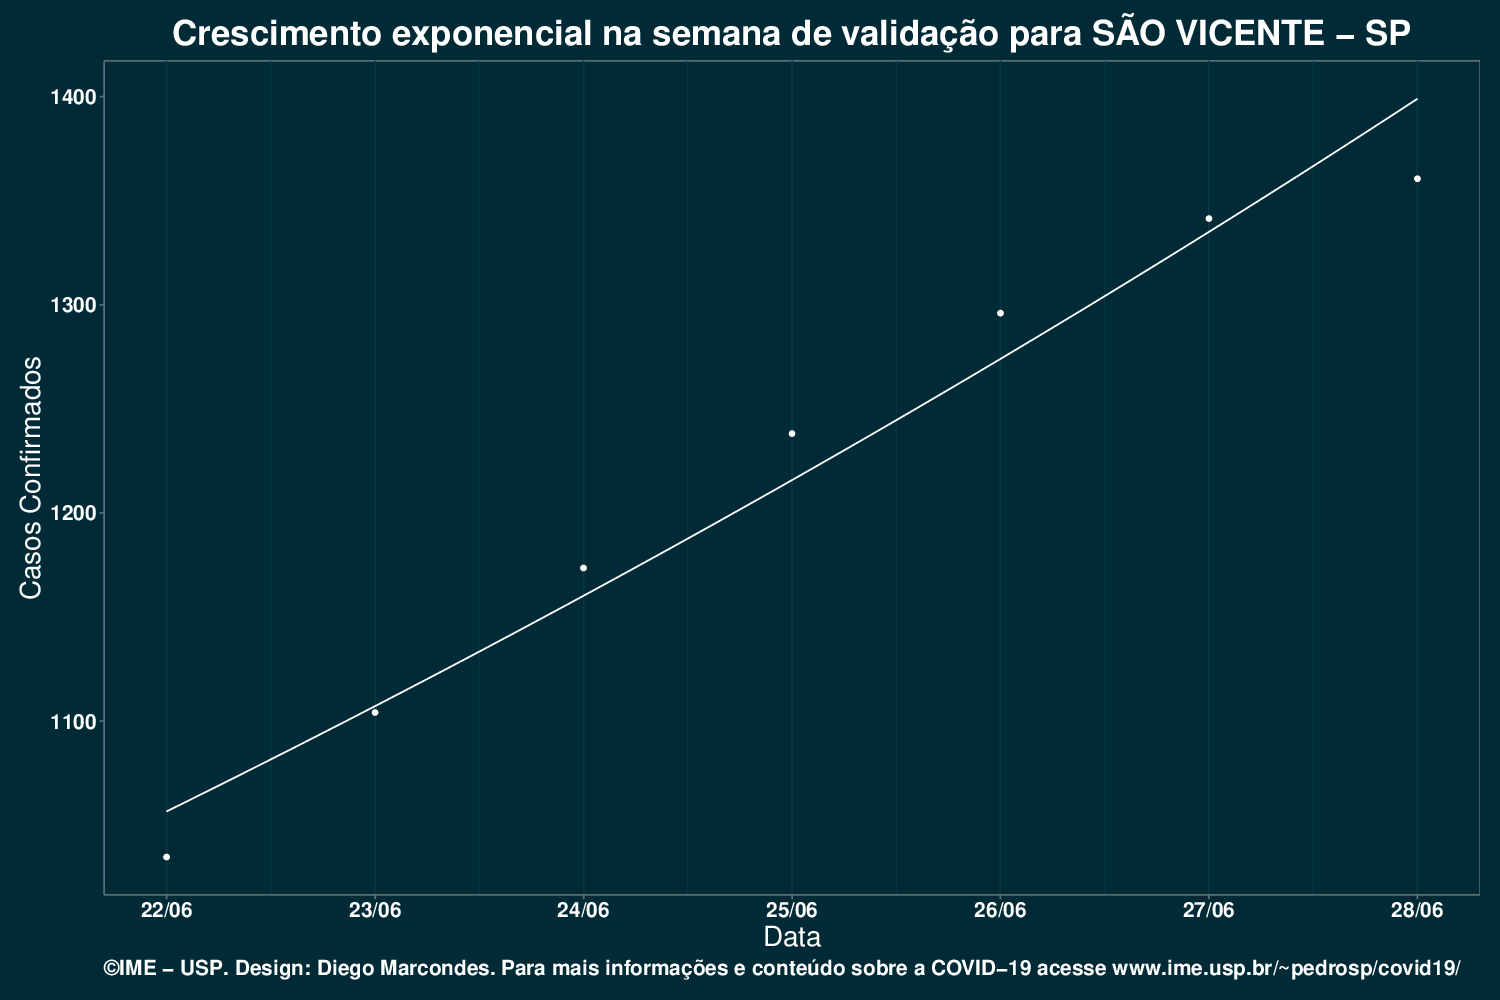 Crescimento exponencial na semana de validação para SÃO VICENTE – SP
1400
1300
1200
1100
Casos Confirmados
22/06 23/06 24/06 25/06 26/06 27/06 28/06
Data
©IME – USP. Design: Diego Marcondes. Para mais informações e conteúdo sobre a COVID–19 acesse www.ime.usp.br/~pedrosp/covid19/